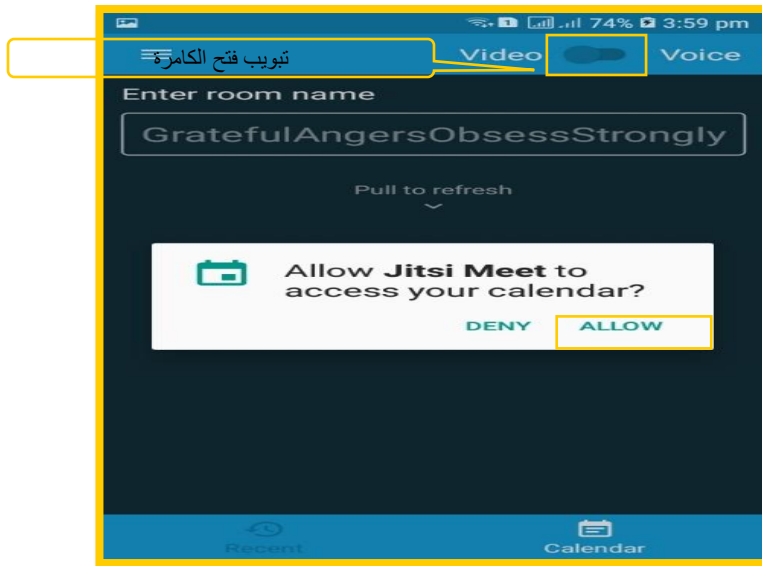 74% 3:59 pm
تبويب فتح الكامرة Video Voice
Enter room name
GratefulAngersObsessStrongly
Pull to refresh
Allow Jitsi Meet to
access your calendar?
DENY ALLOW
Recent Calendar